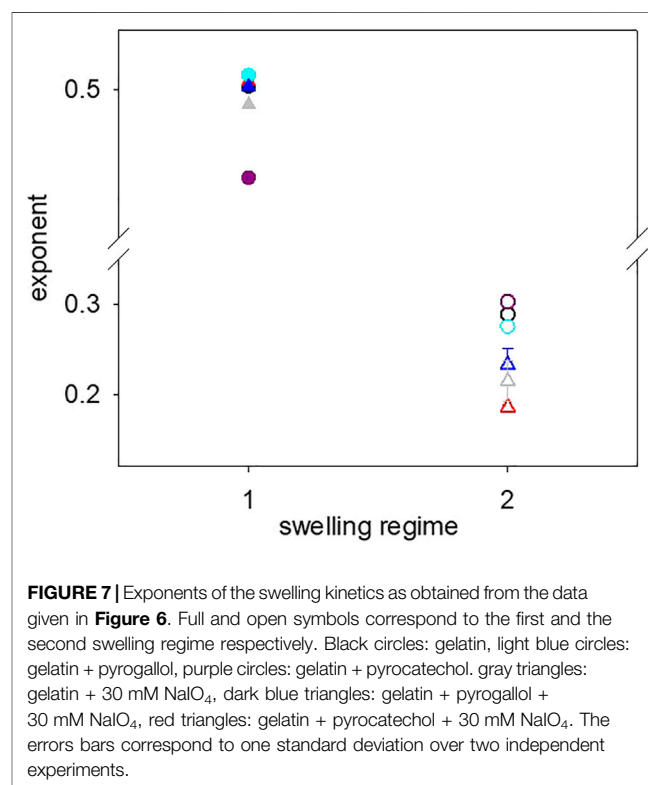 0.5
0.3
0.2
exponent
1
2
swelling regime
FIGURE 7 | Exponents of the swelling kinetics as obtained from the data
given in Figure 6. Full and open symbols correspond to the first and the
second swelling regime respectively. Black circles: gelatin, light blue circles:
gelatin + pyrogallol, purple circles: gelatin + pyrocatechol. gray triangles:
gelatin + 30 mM NaIO₄, dark blue triangles: gelatin + pyrogallol +
30 mM NaIO₄, red triangles: gelatin + pyrocatechol + 30 mM NaIO₄. The
errors bars correspond to one standard deviation over two independent
experiments.